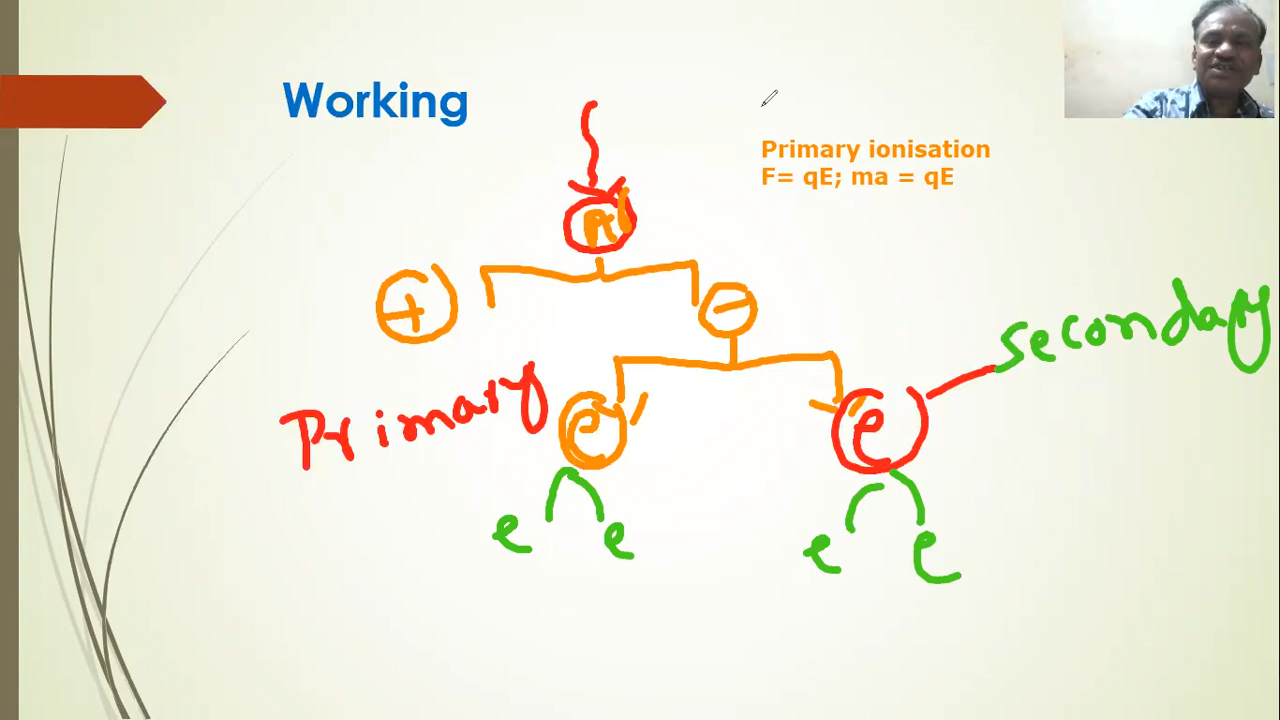 Working
Primary ionisation
F= qE; ma = qE
+
−
secondary
Primary
e
e
e
e
e
e